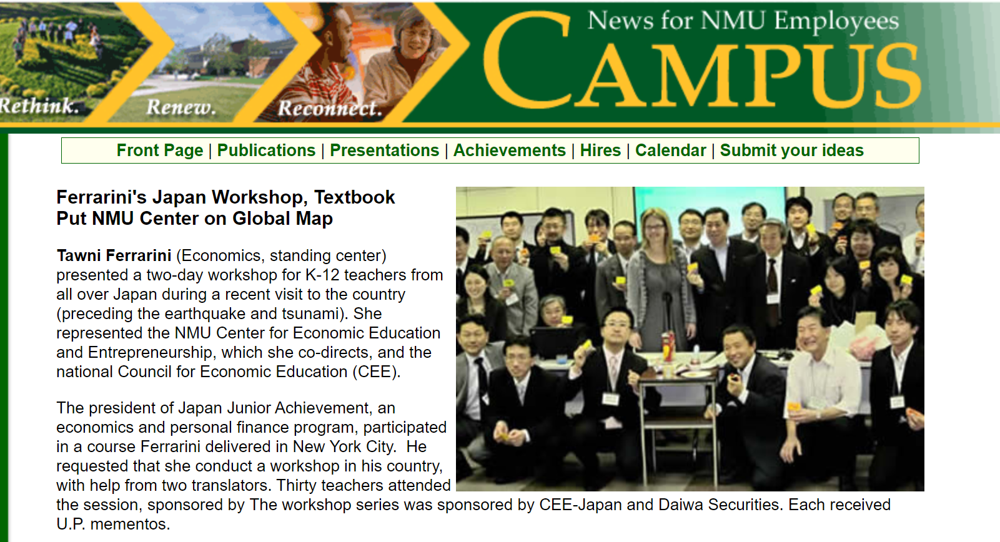 News for NMU Employees
CAMPUS
Rethink.
Renew.
Reconnect.
Front Page | Publications | Presentations | Achievements | Hires | Calendar | Submit your ideas
Ferrarini's Japan Workshop, Textbook
Put NMU Center on Global Map
Tawni Ferrarini (Economics, standing center)
presented a two-day workshop for K-12 teachers from
all over Japan during a recent visit to the country
(preceding the earthquake and tsunami). She
represented the NMU Center for Economic Education
and Entrepreneurship, which she co-directs, and the
national Council for Economic Education (CEE).
The president of Japan Junior Achievement, an
economics and personal finance program, participated
in a course Ferrarini delivered in New York City.  He
requested that she conduct a workshop in his country,
with help from two translators. Thirty teachers attended
the session, sponsored by The workshop series was sponsored by CEE-Japan and Daiwa Securities. Each received
U.P. mementos.